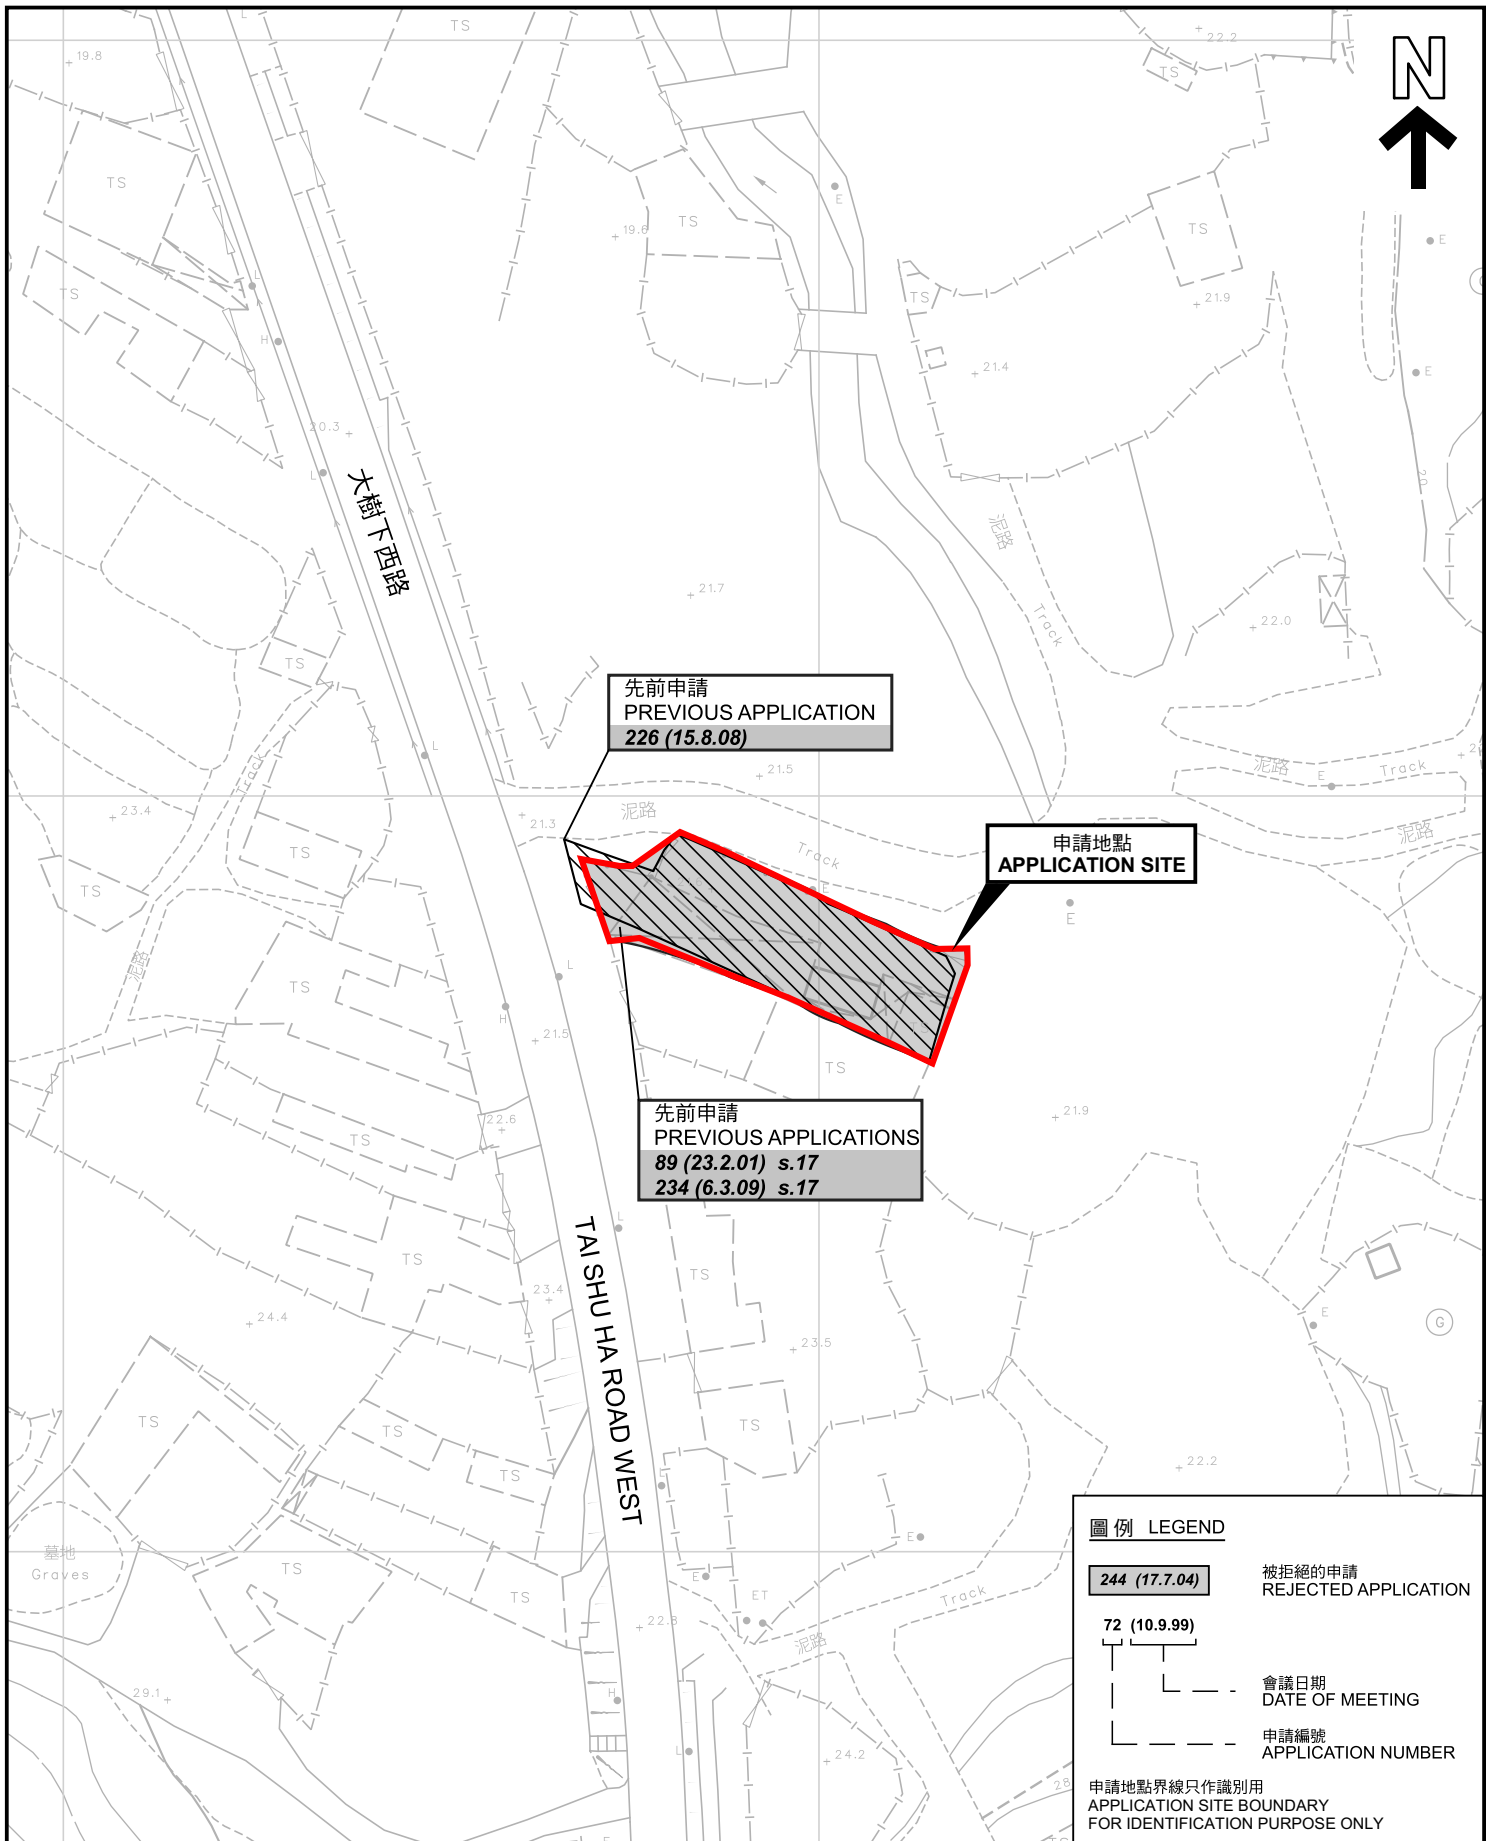 N
19.8
TS
22.2
TS
TS
E
19.6
TS
TS
E
TS
L
TS
21.9
H
21.4
E
20.3
L
大樹下西路
20
泥路
21.7
Track
22.0
TS
先前申請
PREVIOUS APPLICATION
226 (15.8.08)
L
Track
21.5
泥路
E
Track
23.4
21.3
泥路
泥路
申請地點
APPLICATION SITE
Track
TS
TS
E
E
泥路
L
TS
H
21.5
TS
TS
先前申請
PREVIOUS APPLICATIONS
89 (23.2.01) s.17
234 (6.3.09) s.17
21.9
22.6
TS
L
TAI SHU HA ROAD WEST
TS
TS
23.4
24.4
23.5
E
G
TS
TS
TS
TS
22.2
L
E
墓地
Graves
TS
TS
E
ET
Track
22.8
泥路
29.1
H
L
24.2
28
圖例 LEGEND
244 (17.7.04)
被拒絕的申請
REJECTED APPLICATION
72 (10.9.99)
會議日期
DATE OF MEETING
申請編號
APPLICATION NUMBER
申請地點界線只作識別用
APPLICATION SITE BOUNDARY
FOR IDENTIFICATION PURPOSE ONLY